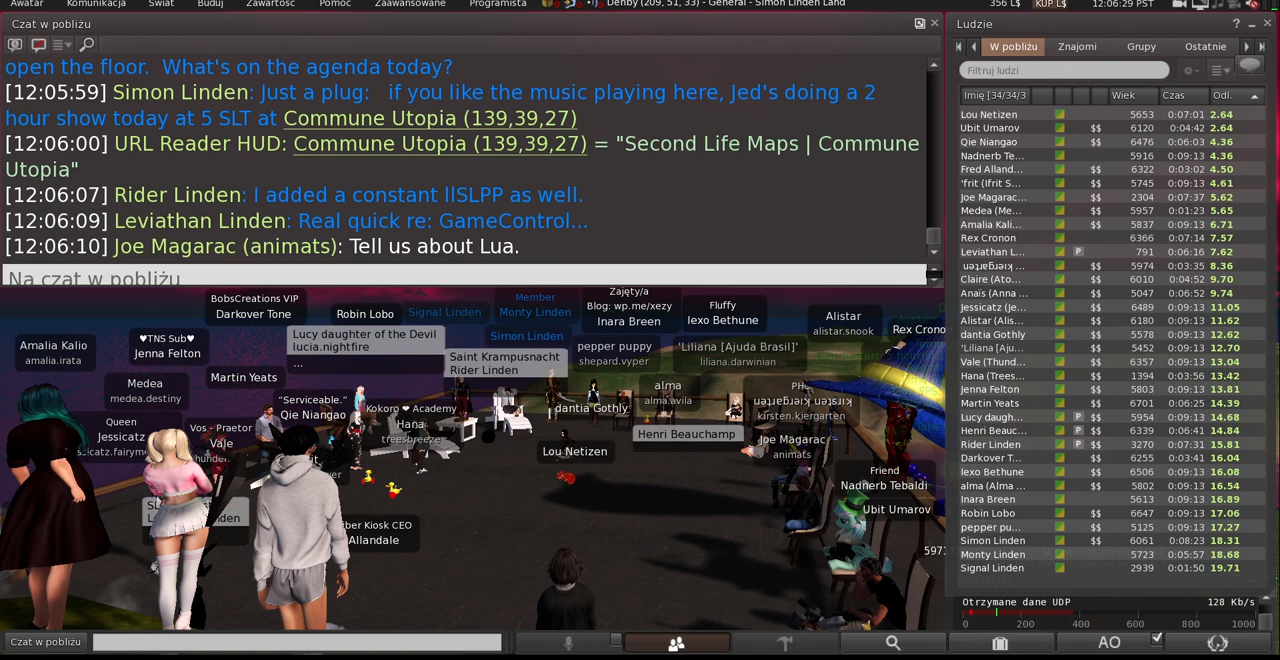 Awatar Komunikacja Świat Buduj Zawartość Pomoc Zaawansowane Programista Denby (209, 51, 33) - General - Simon Linden Land 356 L$ KUP L$ 12:06:29 PST
Czat w pobliżu
open the floor. What's on the agenda today?
[12:05:59] Simon Linden: Just a plug: if you like the music playing here, Jed's doing a 2
hour show today at 5 SLT at Commune Utopia (139,39,27)
[12:06:00] URL Reader HUD: Commune Utopia (139,39,27) = "Second Life Maps | Commune
Utopia"
[12:06:07] Rider Linden: I added a constant llSLPP as well.
[12:06:09] Leviathan Linden: Real quick re: GameControl...
[12:06:10] Joe Magarac (animats): Tell us about Lua.
Na czat w pobliżu
BobsCreations VIP
Darkover Tone
Robin Lobo
Signal Linden
Member
Monty Linden
Zajęty/a
Blog: wp.me/xezy
Inara Breen
Fluffy
Iexo Bethune
Alistar
alistar.snook
Rex Crono
Amalia Kalio
amalia.irata
♥TNS Sub♥
Jenna Felton
Lucy daughter of the Devil
lucia.nightfire
...
Simon Linden
Saint Krampusnacht
Rider Linden
pepper puppy
shepard.vyper
'Liliana [Ajuda Brasil]'
liliana.darwinian
Medea
medea.destiny
Martin Yeats
"Serviceable."
Qie Niangao
Kokoro ♥ Academy
Hana
treesbreeze
dantia Gothly
alma
alma.avila
kirsten.kjergarten
Queen
Jessicatz
Vos - Praetor
Vale
Henri Beauchamp
Joe Magarac
animats
Lou Netizen
Friend
Nadnerb Tebaldi
Ubit Umarov
iber Kiosk CEO
Allandale
Czat w pobliżu
Ludzie
? _ ×
W pobliżu Znajomi Grupy Ostatnie
Filtruj ludzi
Imię [34/34/3 Wiek Czas Odl.
Lou Netizen 5653 0:07:01 2.64
Ubit Umarov $$ 6120 0:04:42 2.64
Qie Niangao $$ 6476 0:06:03 4.36
Nadnerb Te... 5916 0:09:13 4.36
Fred Alland... $$ 6322 0:03:02 4.50
'frit (Ifrit S... $$ 5745 0:09:13 4.61
Joe Magarac... $$ 2304 0:07:37 5.62
Medea (Me... $$ 5957 0:01:23 5.65
Amalia Kali... $$ 5837 0:09:13 6.71
Rex Cronon 6366 0:07:14 7.57
Leviathan L... P 791 0:06:16 7.62
$$ 5974 0:03:35 8.36
Claire (Ato... $$ 6010 0:04:52 9.70
Anaïs (Anna ... $$ 5047 0:06:52 9.74
Jessicatz (Je... $$ 6489 0:09:13 11.05
Alistar (Alis... $$ 6180 0:09:13 11.62
dantia Gothly $$ 5578 0:09:13 12.62
'Liliana [Aju... $$ 5452 0:09:13 12.70
Vale (Thund... $$ 6357 0:09:13 13.04
Hana (Trees... $$ 1394 0:03:56 13.42
Jenna Felton $$ 5803 0:09:13 13.81
Martin Yeats $$ 6701 0:06:25 14.39
Lucy daugh... P $$ 5954 0:09:13 14.68
Henri Beauc... P $$ 6339 0:06:41 14.84
Rider Linden P $$ 3270 0:07:31 15.81
Darkover T... $$ 6255 0:03:41 16.04
Iexo Bethune $$ 6506 0:09:13 16.08
alma (Alma ... $$ 5802 0:09:13 16.54
Inara Breen 5613 0:09:13 16.89
Robin Lobo $$ 6647 0:09:13 17.06
pepper pu... $$ 5125 0:09:13 17.27
Simon Linden $$ 6061 0:08:23 18.31
Monty Linden 5723 0:05:57 18.68
Signal Linden 2939 0:01:50 19.71
Otrzymane dane UDP 128 Kb/s
0 200 400 600 800 1000
AO